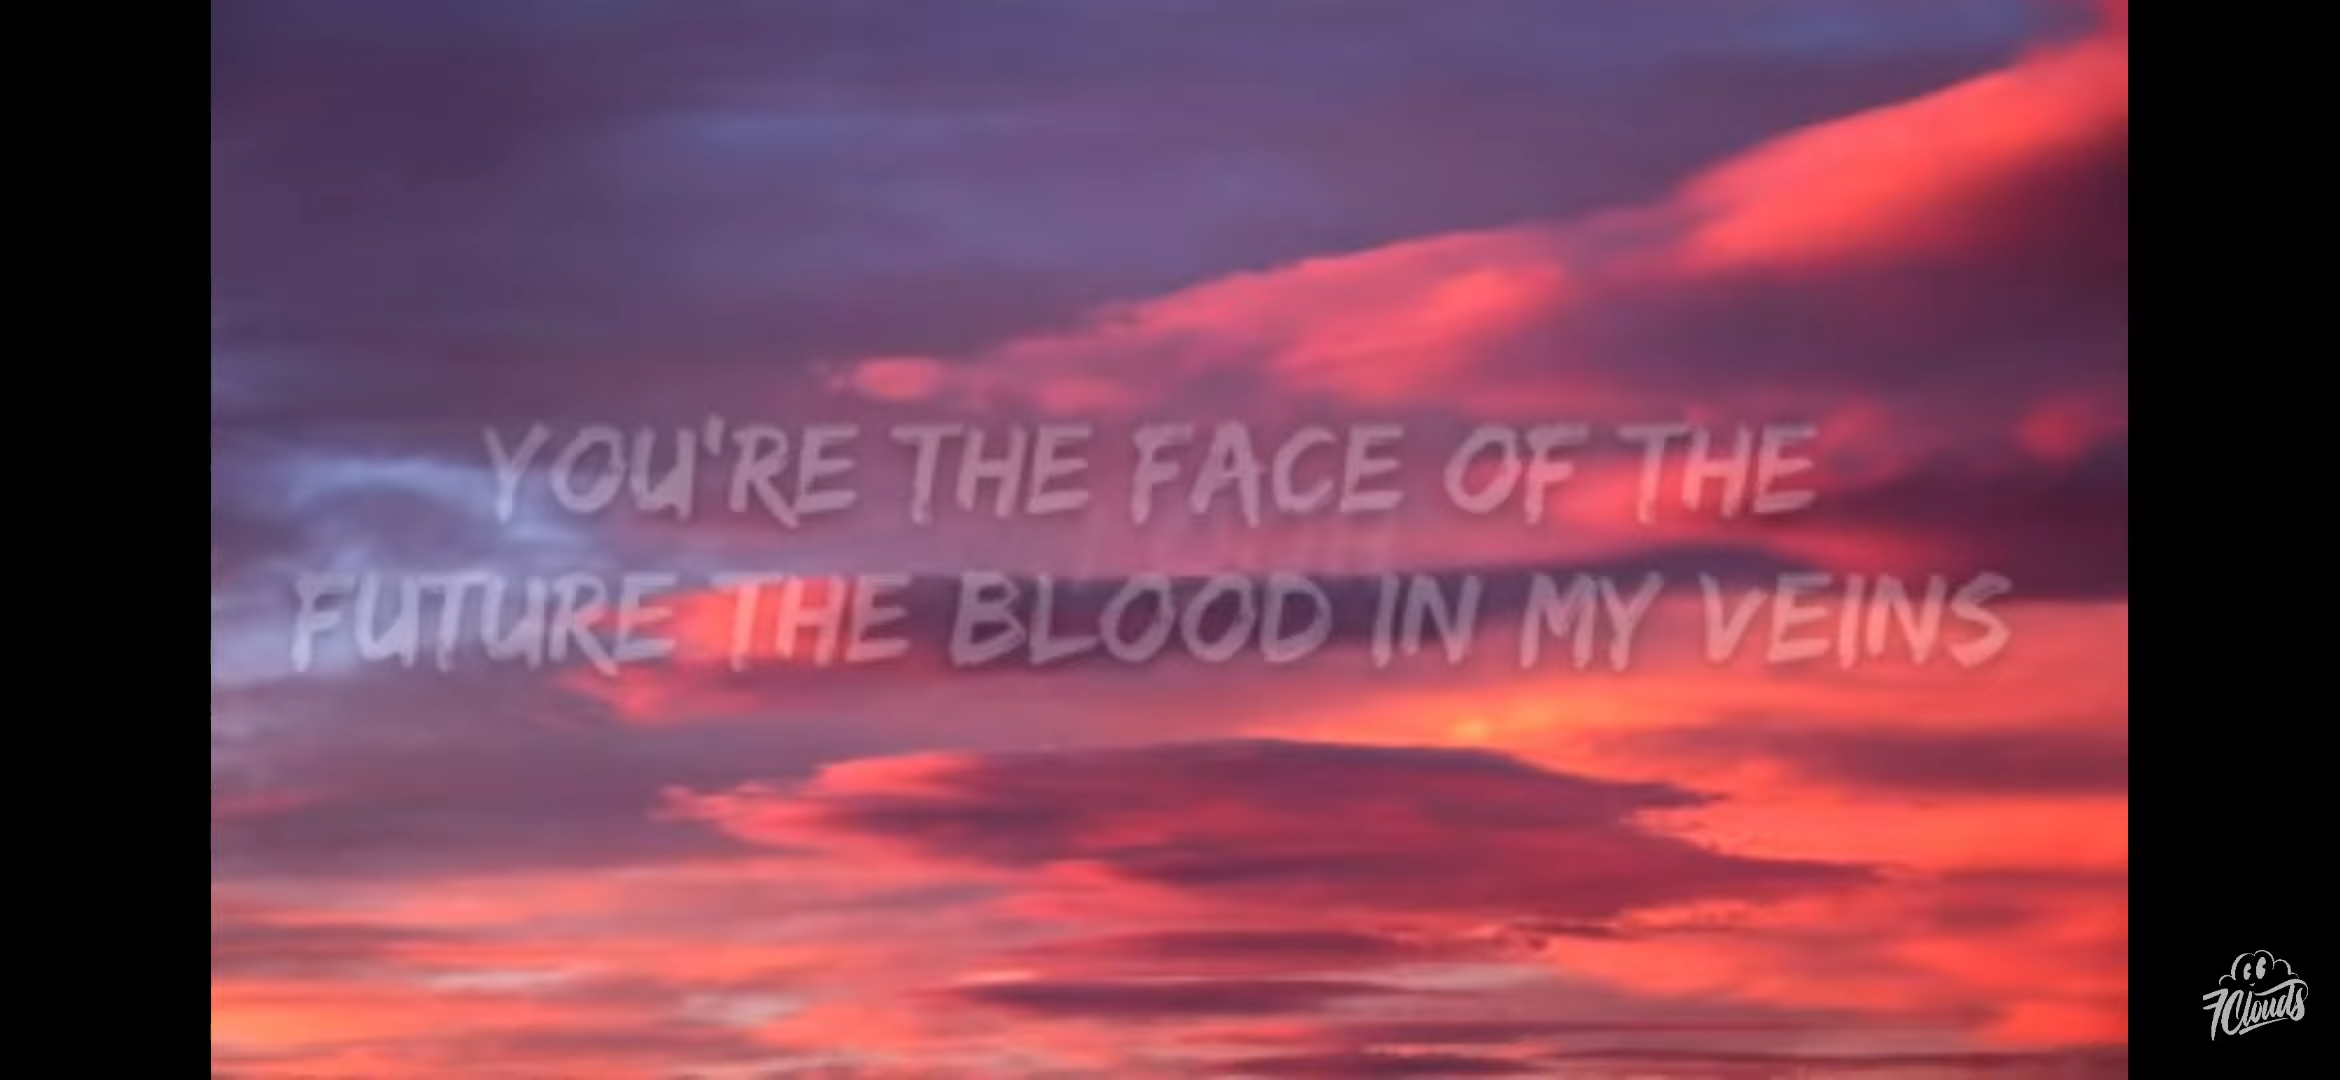 YOU'RE THE FACE OF THE
FUTURE THE BLOOD IN MY VEINS
7Clouds